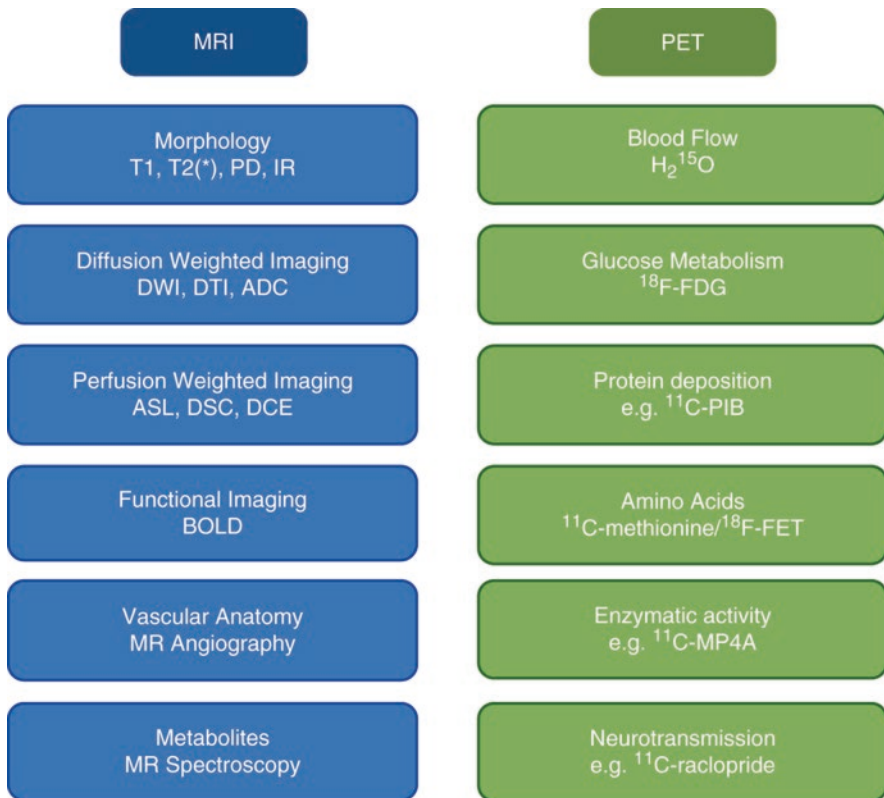 MRI
PET
Morphology
T1, T2(*), PD, IR
Blood Flow
H₂¹⁵O
Diffusion Weighted Imaging
DWI, DTI, ADC
Glucose Metabolism
¹⁸F-FDG
Perfusion Weighted Imaging
ASL, DSC, DCE
Protein deposition
e.g. ¹¹C-PIB
Functional Imaging
BOLD
Amino Acids
¹¹C-methionine/¹⁸F-FET
Vascular Anatomy
MR Angiography
Enzymatic activity
e.g. ¹¹C-MP4A
Metabolites
MR Spectroscopy
Neurotransmission
e.g. ¹¹C-raclopride